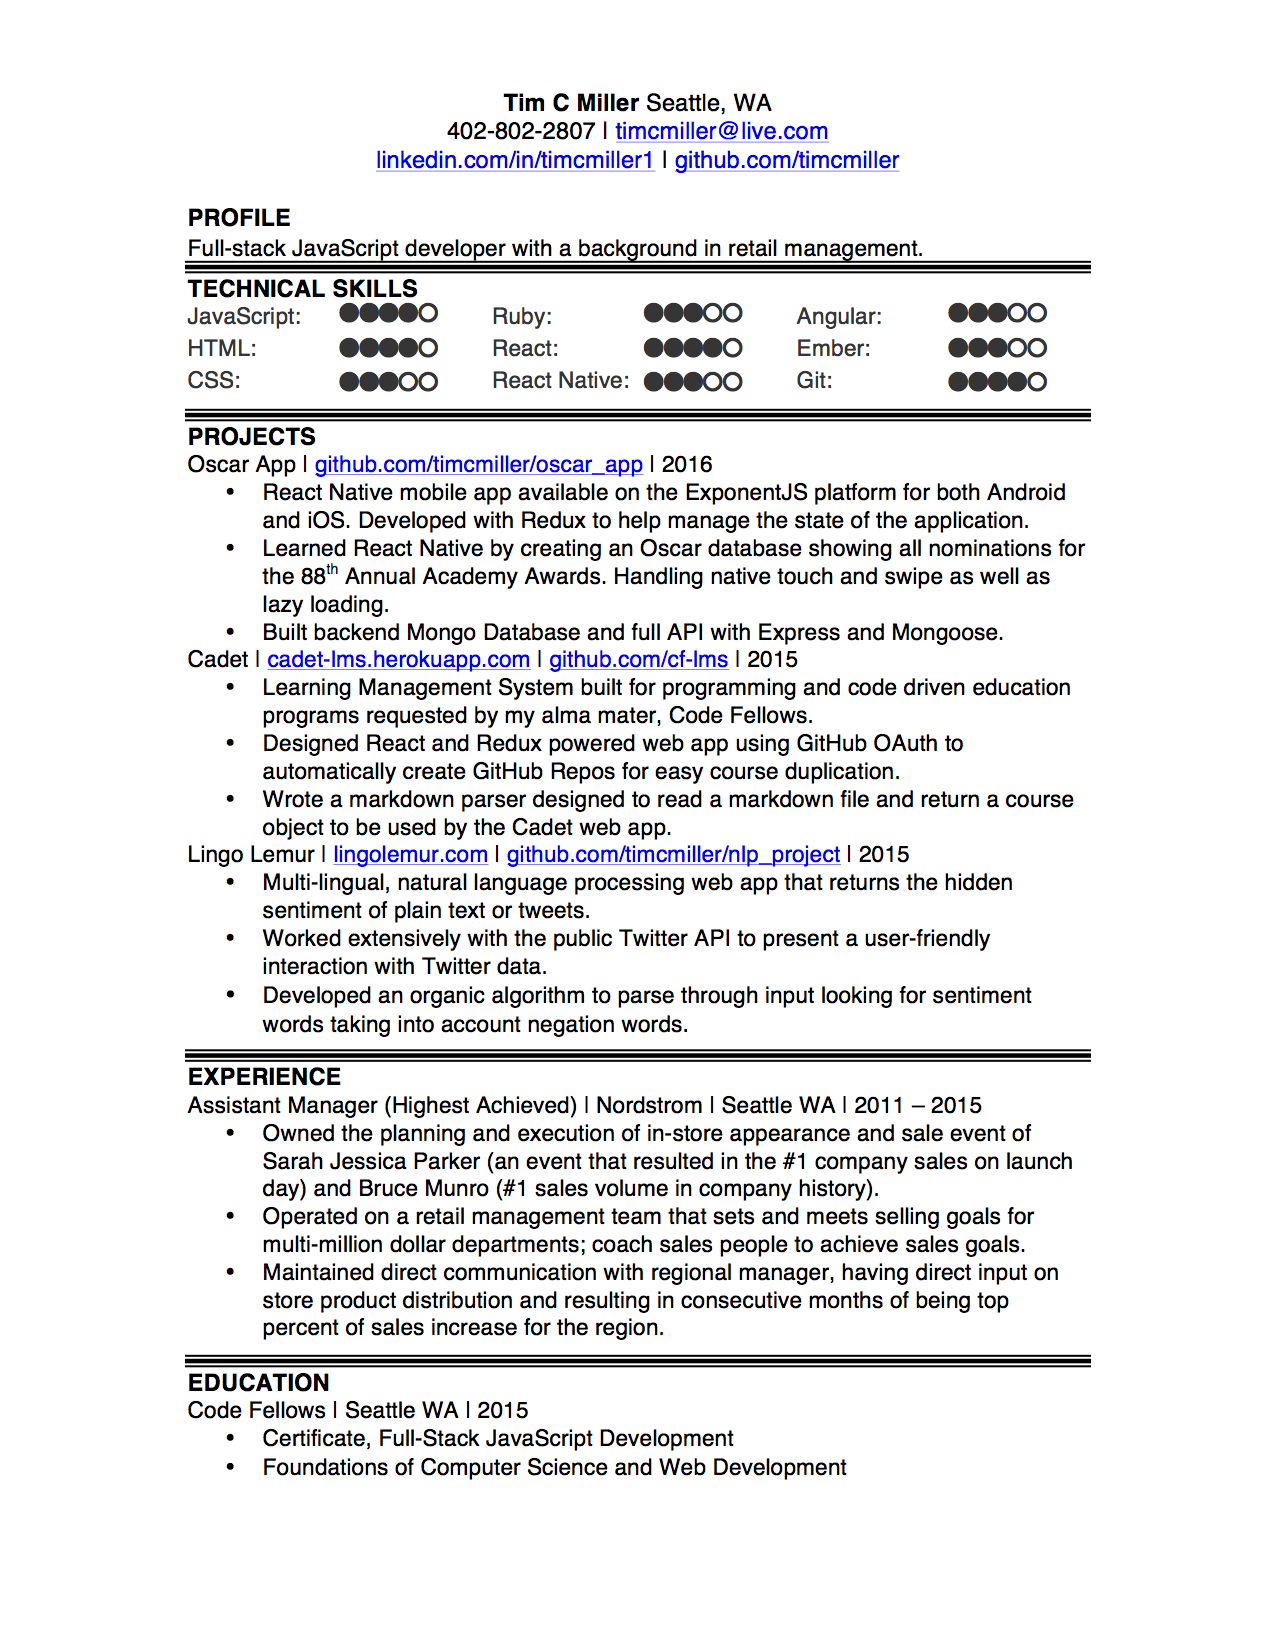 Tim C Miller Seattle, WA
402-802-2807 | timcmiller@live.com
linkedin.com/in/timcmiller1 | github.com/timcmiller
PROFILE
Full-stack JavaScript developer with a background in retail management.
TECHNICAL SKILLS
JavaScript: ●●●●○ Ruby: ●●●○○ Angular: ●●●○○
HTML: ●●●●○ React: ●●●●○ Ember: ●●●○○
CSS: ●●●○○ React Native: ●●●○○ Git: ●●●●○
PROJECTS
Oscar App | github.com/timcmiller/oscar_app | 2016
• React Native mobile app available on the ExponentJS platform for both Android
and iOS. Developed with Redux to help manage the state of the application.
• Learned React Native by creating an Oscar database showing all nominations for
the 88th Annual Academy Awards. Handling native touch and swipe as well as
lazy loading.
• Built backend Mongo Database and full API with Express and Mongoose.
Cadet | cadet-lms.herokuapp.com | github.com/cf-lms | 2015
• Learning Management System built for programming and code driven education
programs requested by my alma mater, Code Fellows.
• Designed React and Redux powered web app using GitHub OAuth to
automatically create GitHub Repos for easy course duplication.
• Wrote a markdown parser designed to read a markdown file and return a course
object to be used by the Cadet web app.
Lingo Lemur | lingolemur.com | github.com/timcmiller/nlp_project | 2015
• Multi-lingual, natural language processing web app that returns the hidden
sentiment of plain text or tweets.
• Worked extensively with the public Twitter API to present a user-friendly
interaction with Twitter data.
• Developed an organic algorithm to parse through input looking for sentiment
words taking into account negation words.
EXPERIENCE
Assistant Manager (Highest Achieved) | Nordstrom | Seattle WA | 2011 – 2015
• Owned the planning and execution of in-store appearance and sale event of
Sarah Jessica Parker (an event that resulted in the #1 company sales on launch
day) and Bruce Munro (#1 sales volume in company history).
• Operated on a retail management team that sets and meets selling goals for
multi-million dollar departments; coach sales people to achieve sales goals.
• Maintained direct communication with regional manager, having direct input on
store product distribution and resulting in consecutive months of being top
percent of sales increase for the region.
EDUCATION
Code Fellows | Seattle WA | 2015
• Certificate, Full-Stack JavaScript Development
• Foundations of Computer Science and Web Development